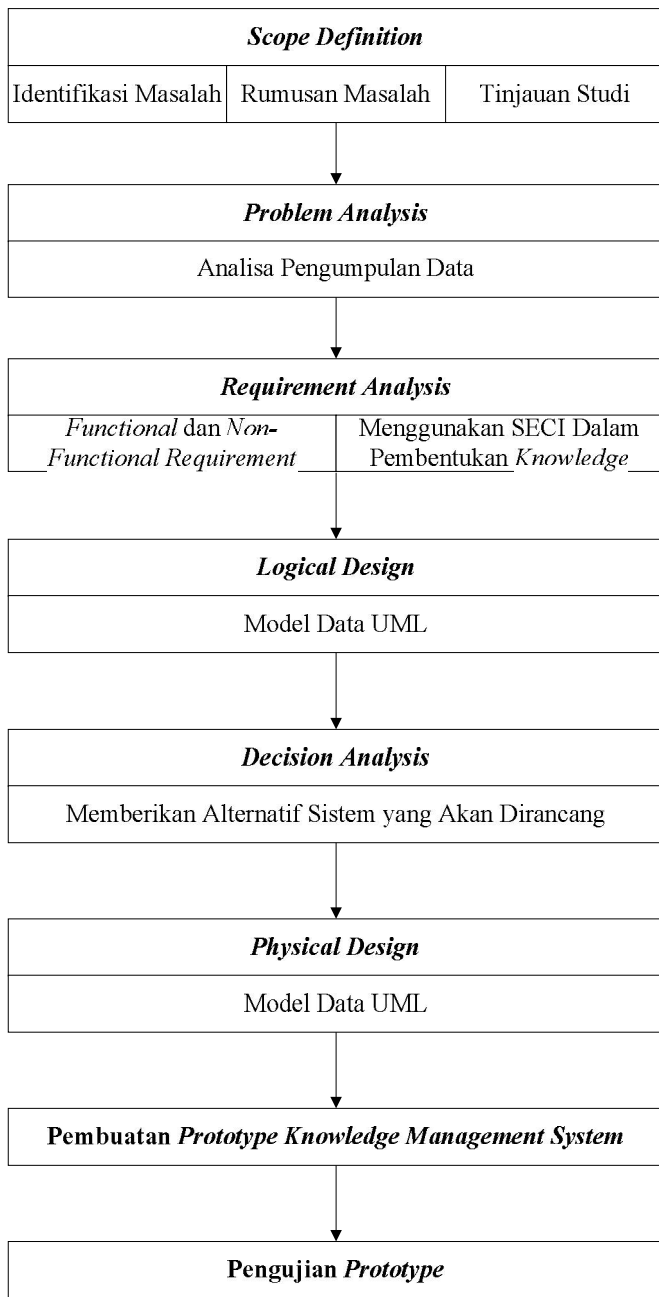 Scope Definition
Identifikasi Masalah
Rumusan Masalah
Tinjauan Studi
Problem Analysis
Analisa Pengumpulan Data
Requirement Analysis
Functional dan Non-
Functional Requirement
Menggunakan SECI Dalam
Pembentukan Knowledge
Logical Design
Model Data UML
Decision Analysis
Memberikan Alternatif Sistem yang Akan Dirancang
Physical Design
Model Data UML
Pembuatan Prototype Knowledge Management System
Pengujian Prototype